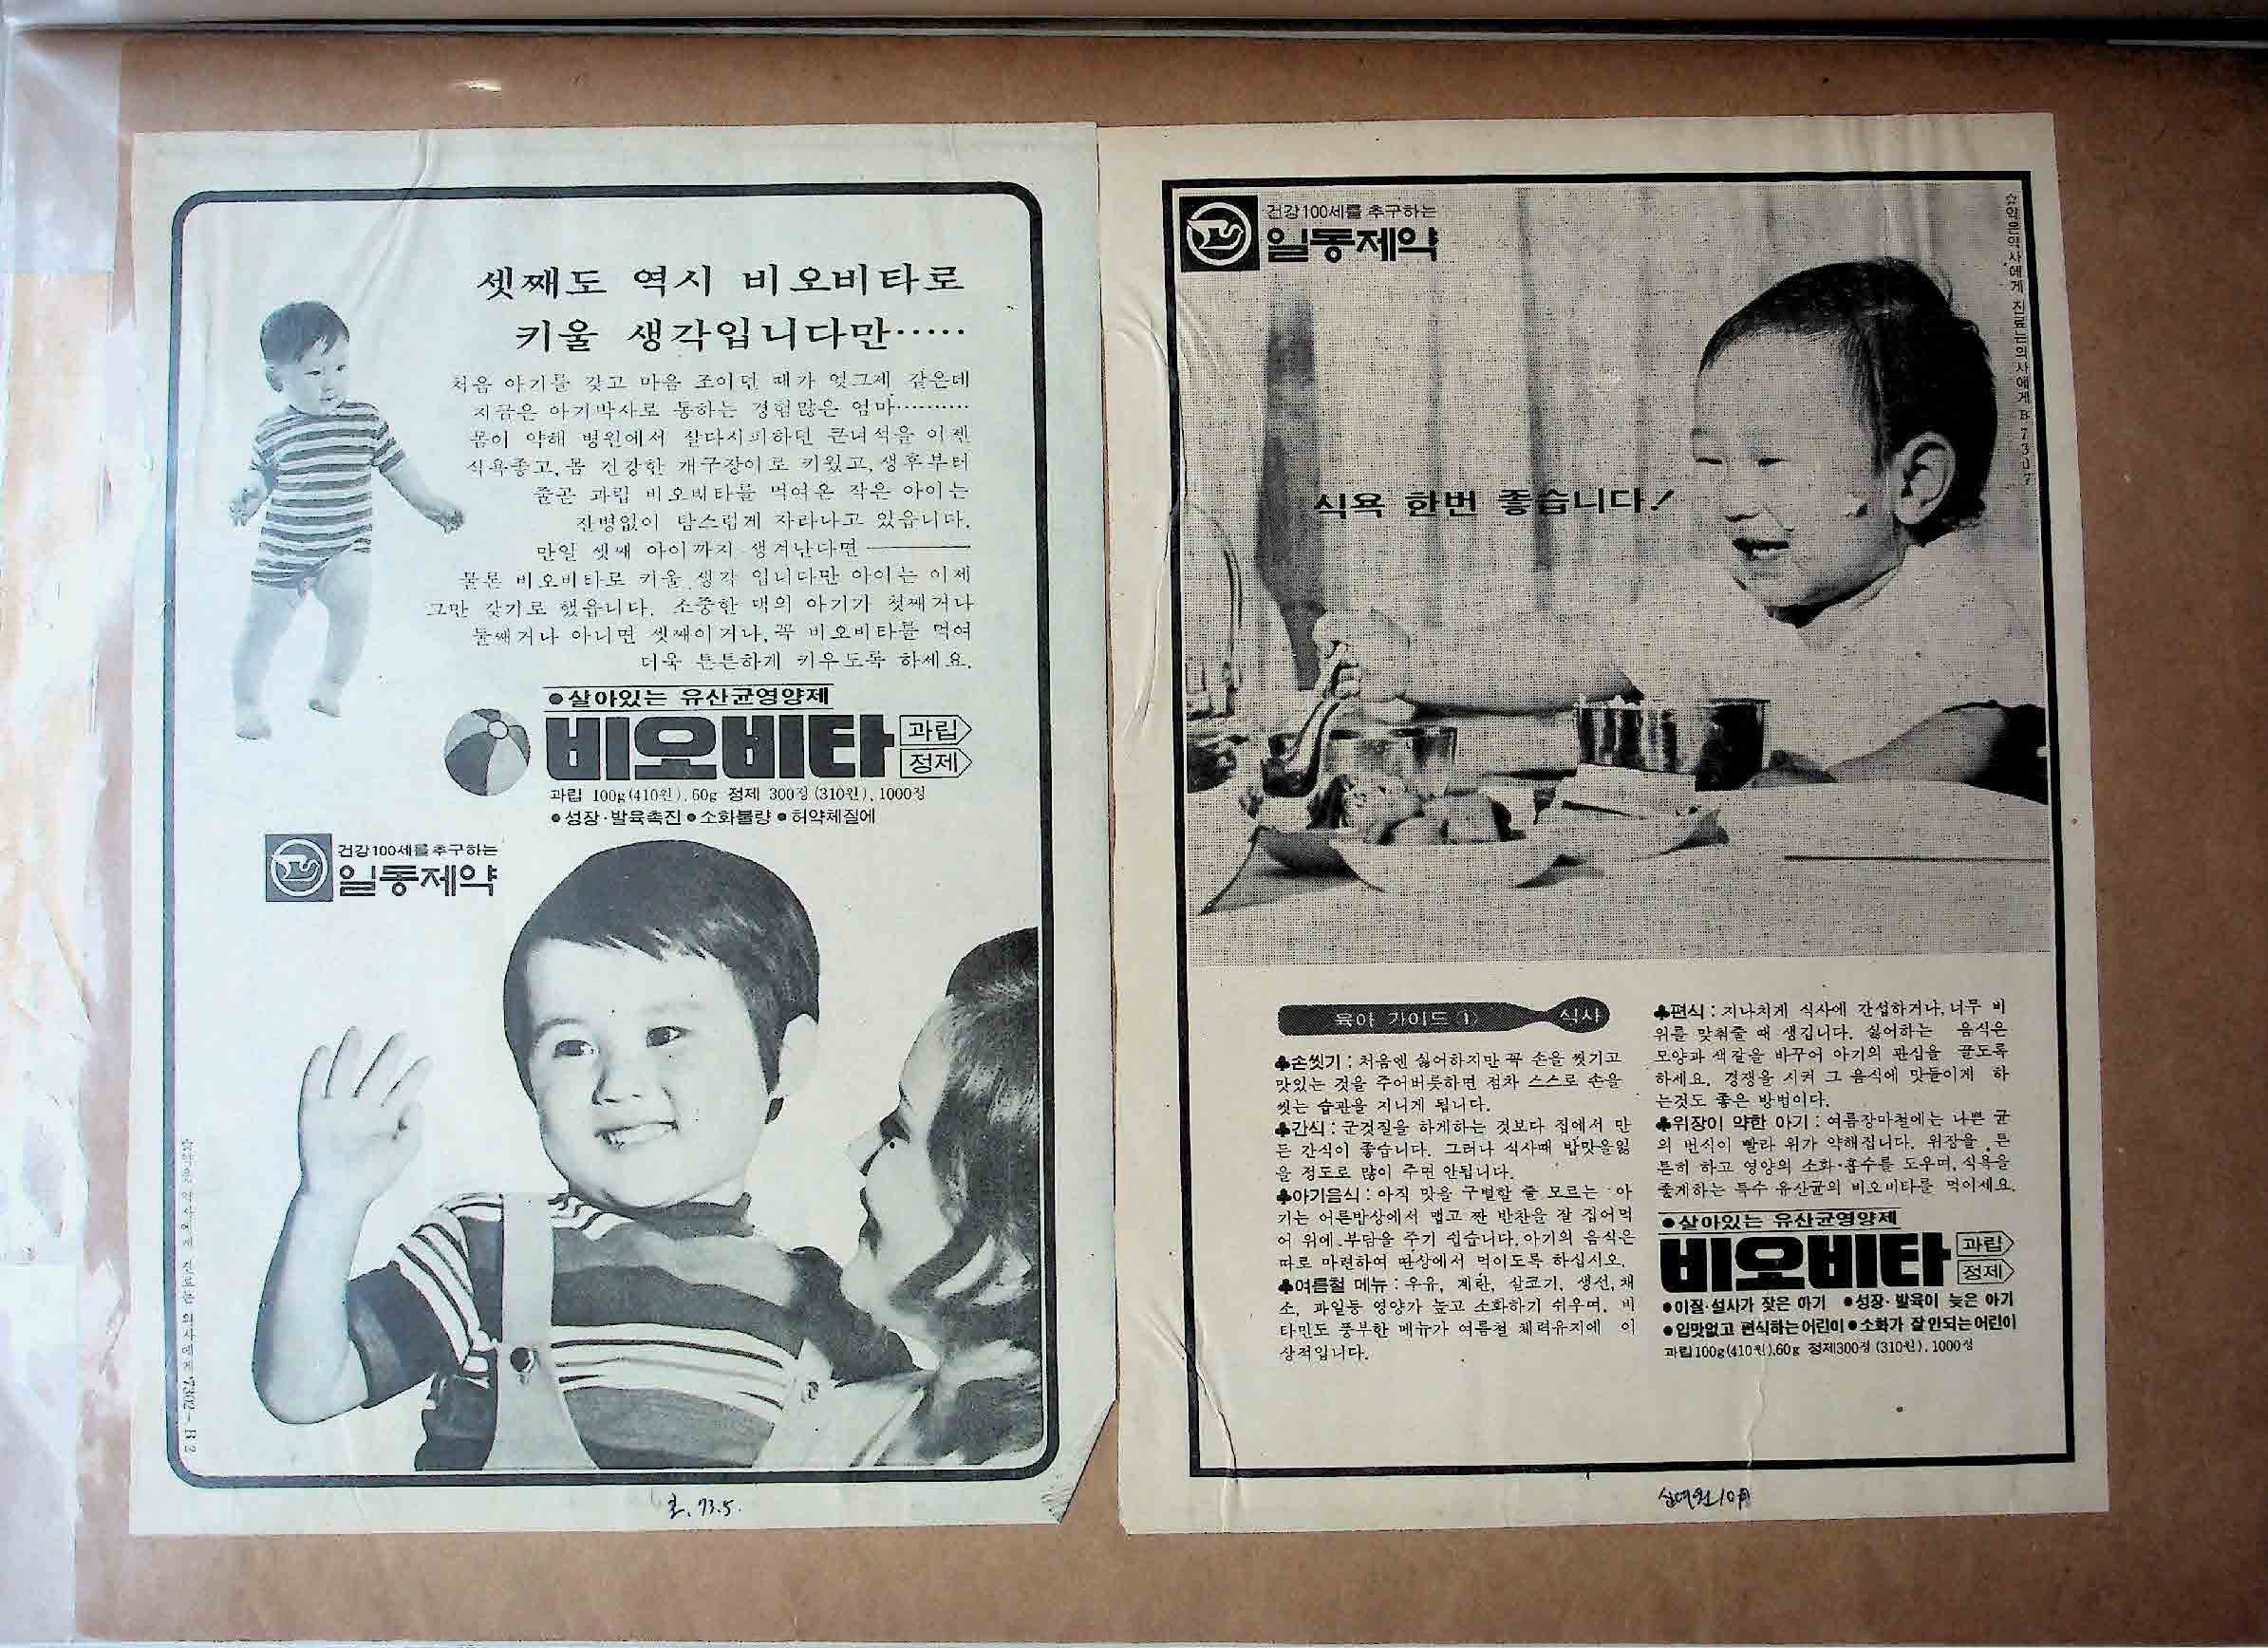 셋째도 역시 비오비타로
키울 생각입니다만······
처음 아기를 갖고 마음 조이던 때가 엊그제 같은데
지금은 아기박사로 통하는 경험많은 엄마··········
몸이 약해 병원에서 살다시피하던 큰녀석을 이젠
식욕좋고, 몸 건강한 개구장이로 키웠고, 생후부터
줄곧 과립 비오비타를 먹여온 작은 아이는
잔병없이 탐스럽게 자라나고 있읍니다.
만일 셋째 아이까지 생겨난다면————
물론 비오비타로 키울 생각 입니다만 아이는 이제
그만 갖기로 했읍니다. 소중한 댁의 아기가 첫째거나
둘째거나 아니면 셋째이거나, 꼭 비오비타를 먹여
더욱 튼튼하게 키우도록 하세요.
●살아있는 유산균영양제
비오비타 과립
정제
과립 100g(410원), 60g 정제 300정(310원), 1000정
●성장·발육촉진 ●소화불량 ●허약체질에
건강100세를 추구하는
일동제약
☆약은 약사에게 진료는 의사에게 7302-B2
73.5.
건강100세를 추구하는
일동제약
☆약은약사에게 진료는의사에게 B7307
식욕 한번 좋습니다!
육아 가이드① 식사
♣손씻기 : 처음엔 싫어하지만 꼭 손을 씻기고
맛있는 것을 주어버릇하면 점차 스스로 손을
씻는 습관을 지니게 됩니다.
♣간식 : 군것질을 하게하는 것보다 집에서 만
든 간식이 좋습니다. 그러나 식사때 밥맛을잃
을 정도로 많이 주면 안됩니다.
♣아기음식 : 아직 맛을 구별할 줄 모르는 아
기는 어른밥상에서 맵고 짠 반찬을 잘 집어먹
어 위에 부담을 주기 쉽습니다. 아기의 음식은
따로 마련하여 딴상에서 먹이도록 하십시오.
♣여름철 메뉴 : 우유, 계란, 살코기, 생선, 채
소, 과일등 영양가 높고 소화하기 쉬우며, 비
타민도 풍부한 메뉴가 여름철 체력유지에 이
상적입니다.
♣편식 : 지나치게 식사에 간섭하거나, 너무 비
위를 맞춰줄 때 생깁니다. 싫어하는 음식은
모양과 색갈을 바꾸어 아기의 관심을 끌도록
하세요. 경쟁을 시켜 그 음식에 맛들이게 하
는것도 좋은 방법이다.
♣위장이 약한 아기 : 여름장마철에는 나쁜 균
의 번식이 빨라 위가 약해집니다. 위장을 튼
튼히 하고 영양의 소화·흡수를 도우며, 식욕을
좋게하는 특수 유산균의 비오비타를 먹이세요.
●살아있는 유산균영양제
비오비타 과립
정제
●이질·설사가 잦은 아기 ●성장·발육이 늦은 아기
●입맛없고 편식하는 어린이 ●소화가 잘안되는 어린이
과립100g(410원),60g 정제300정(310원), 1000정